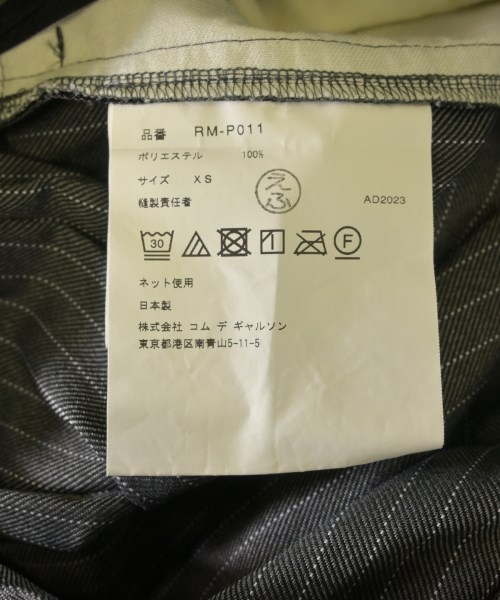 品番 RM-P011
ポリエステル 100%
サイズ XS
えふ
縫製責任者 AD2023
30 F
ネット使用
日本製
株式会社 コム デ ギャルソン
東京都港区南青山5-11-5